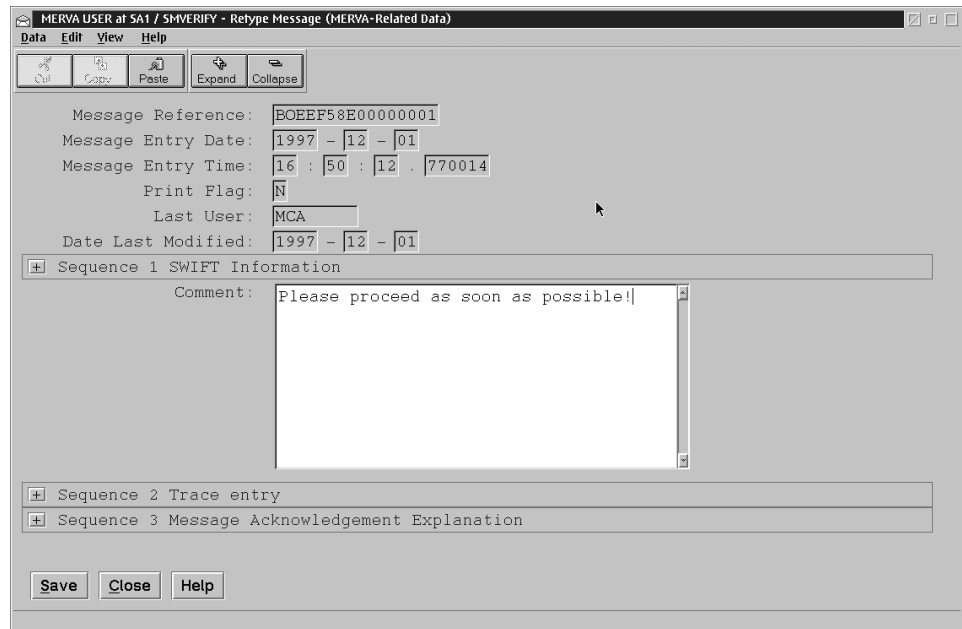 MERVA USER at SA1 / SMVERIFY - Retype Message (MERVA-Related Data)
Data Edit View Help
Cut Copy Paste Expand Collapse
Message Reference: BOEEF58E00000001
Message Entry Date: 1997 - 12 - 01
Message Entry Time: 16 : 50 : 12 . 770014
Print Flag: N
Last User: MCA
Date Last Modified: 1997 - 12 - 01
+ Sequence 1 SWIFT Information
Comment: Please proceed as soon as possible!
+ Sequence 2 Trace entry
+ Sequence 3 Message Acknowledgement Explanation
Save Close Help